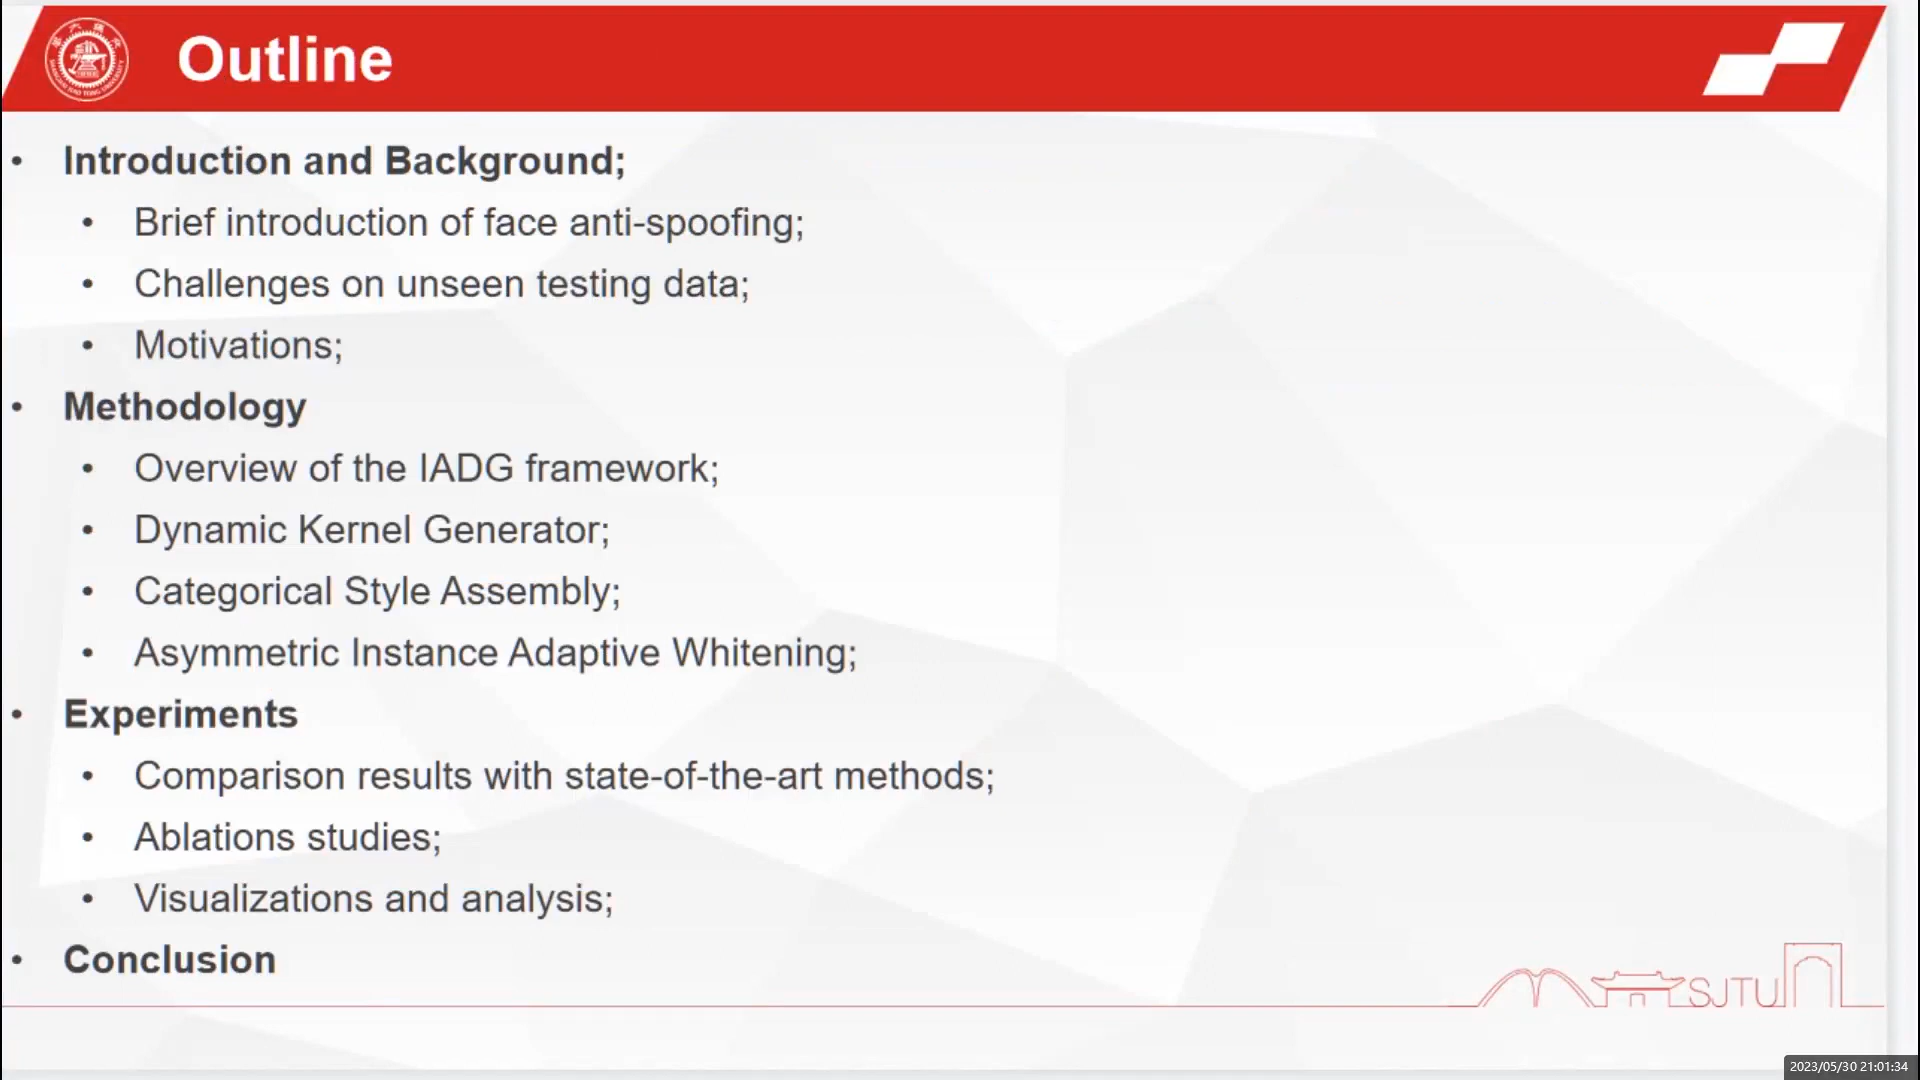 Outline
• Introduction and Background;
• Brief introduction of face anti-spoofing;
• Challenges on unseen testing data;
• Motivations;
• Methodology
• Overview of the IADG framework;
• Dynamic Kernel Generator;
• Categorical Style Assembly;
• Asymmetric Instance Adaptive Whitening;
• Experiments
• Comparison results with state-of-the-art methods;
• Ablations studies;
• Visualizations and analysis;
• Conclusion
SJTU
2023/05/30 21:01:34